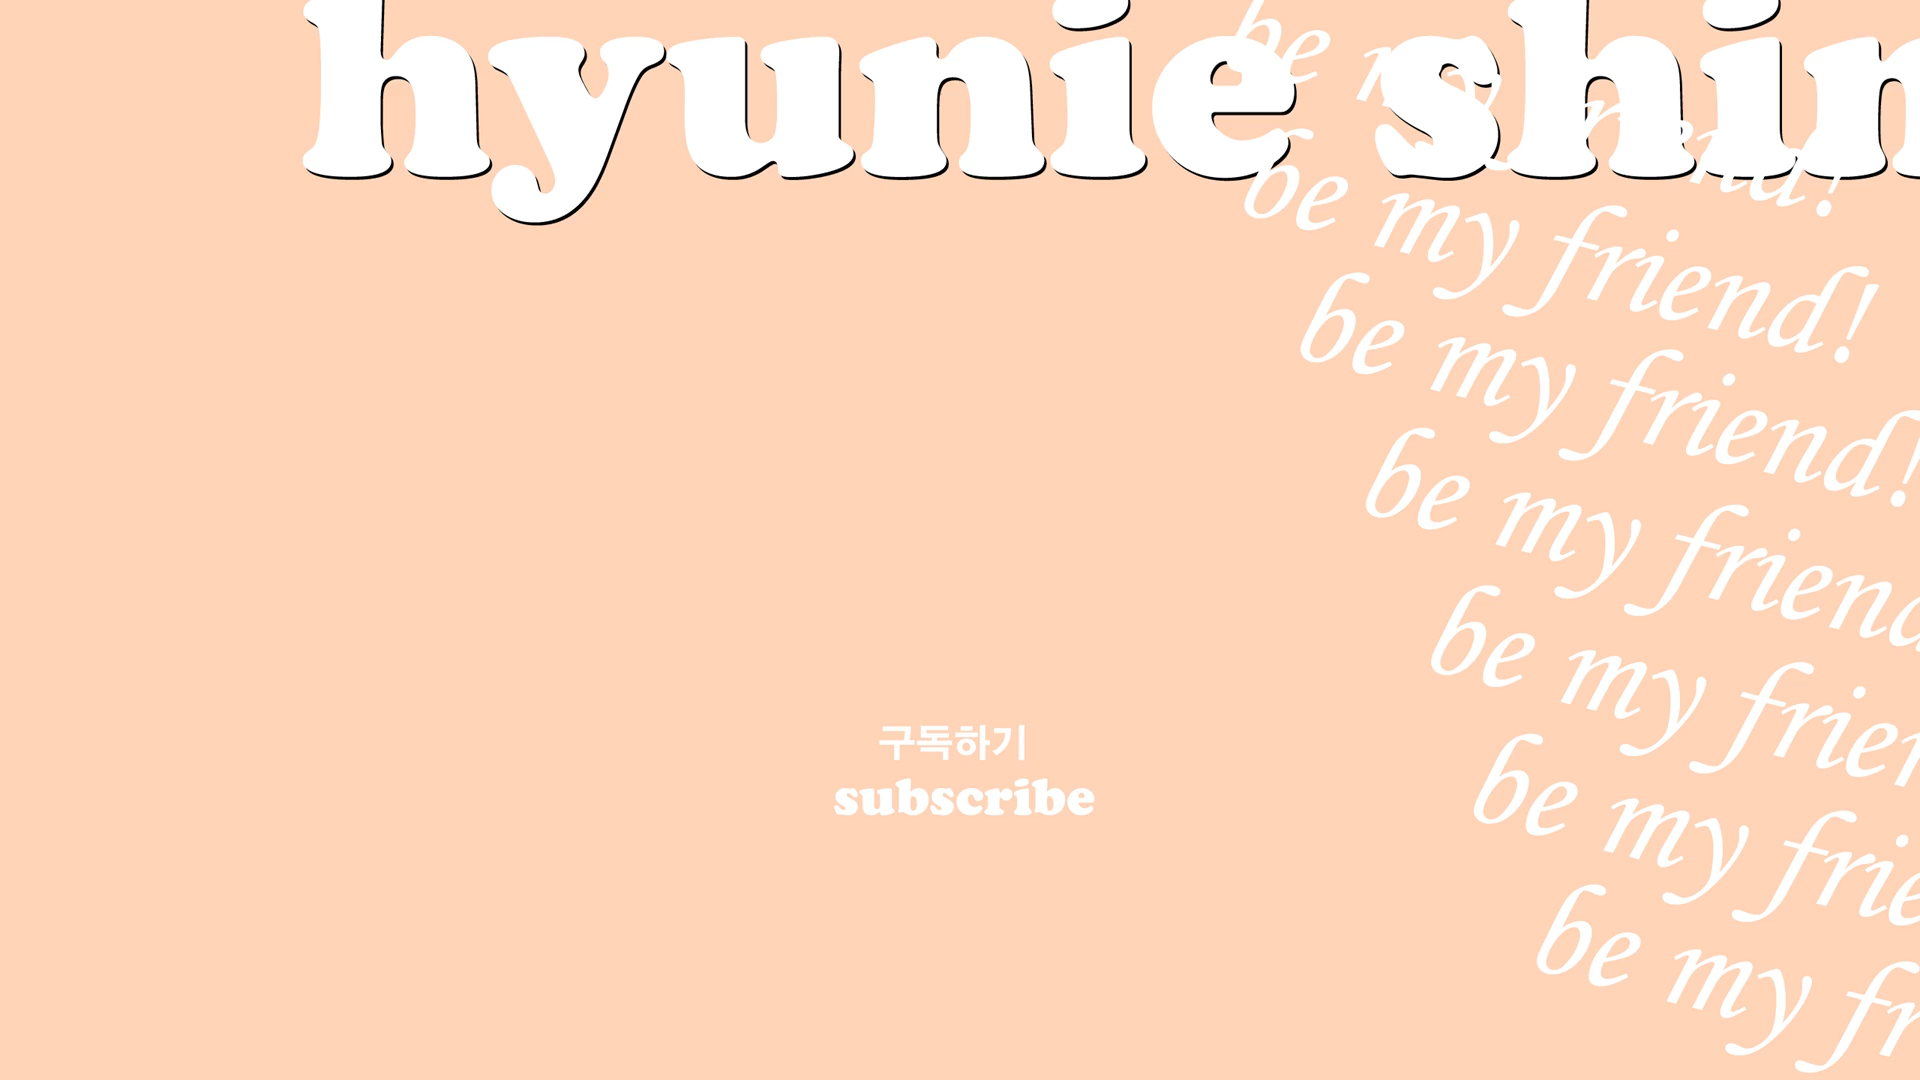 hyunie shin
be my friend!
be my friend!
be my friend!
be my friend
be my frien
be my frie
be my fr
구독하기
subscribe